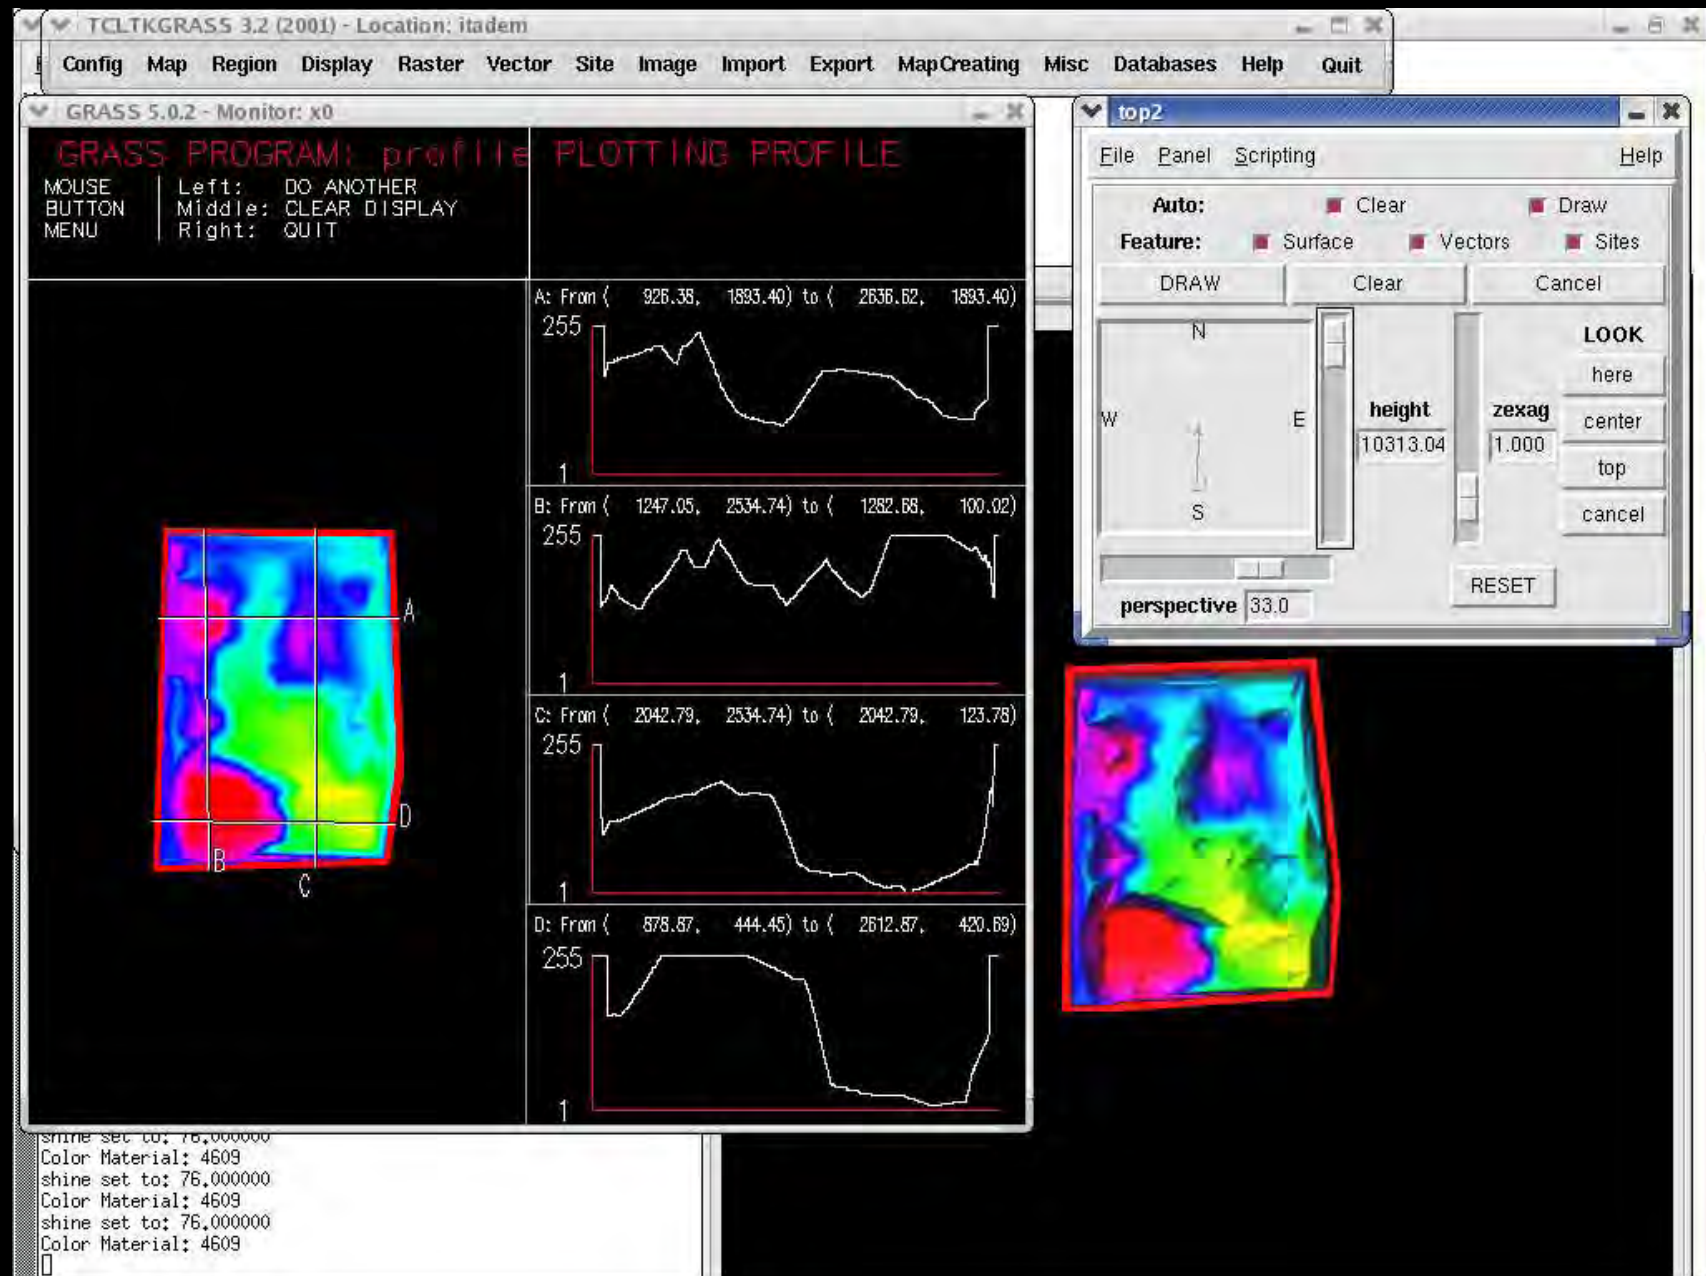 TCLTKGRASS 3.2 (2001) - Location: itadem
Config Map Region Display Raster Vector Site Image Import Export MapCreating Misc Databases Help Quit
GRASS 5.0.2 - Monitor: x0
GRASS PROGRAM: profile PLOTTING PROFILE
MOUSE Left: DO ANOTHER
BUTTON Middle: CLEAR DISPLAY
MENU Right: QUIT
A: From ( 926.38, 1893.40) to ( 2636.62, 1893.40)
255
1
B: From ( 1247.05, 2534.74) to ( 1282.68, 100.02)
255
1
C: From ( 2042.79, 2534.74) to ( 2042.79, 123.78)
255
1
D: From ( 878.87, 444.45) to ( 2612.87, 420.69)
255
1
A
D
B
C
top2
File Panel Scripting Help
Auto: Clear Draw
Feature: Surface Vectors Sites
DRAW Clear Cancel
N
W E
S
height
10313.04
zexag
1.000
LOOK
here
center
top
cancel
RESET
perspective 33.0
shine set to: 76.000000
Color Material: 4609
shine set to: 76.000000
Color Material: 4609
shine set to: 76.000000
Color Material: 4609